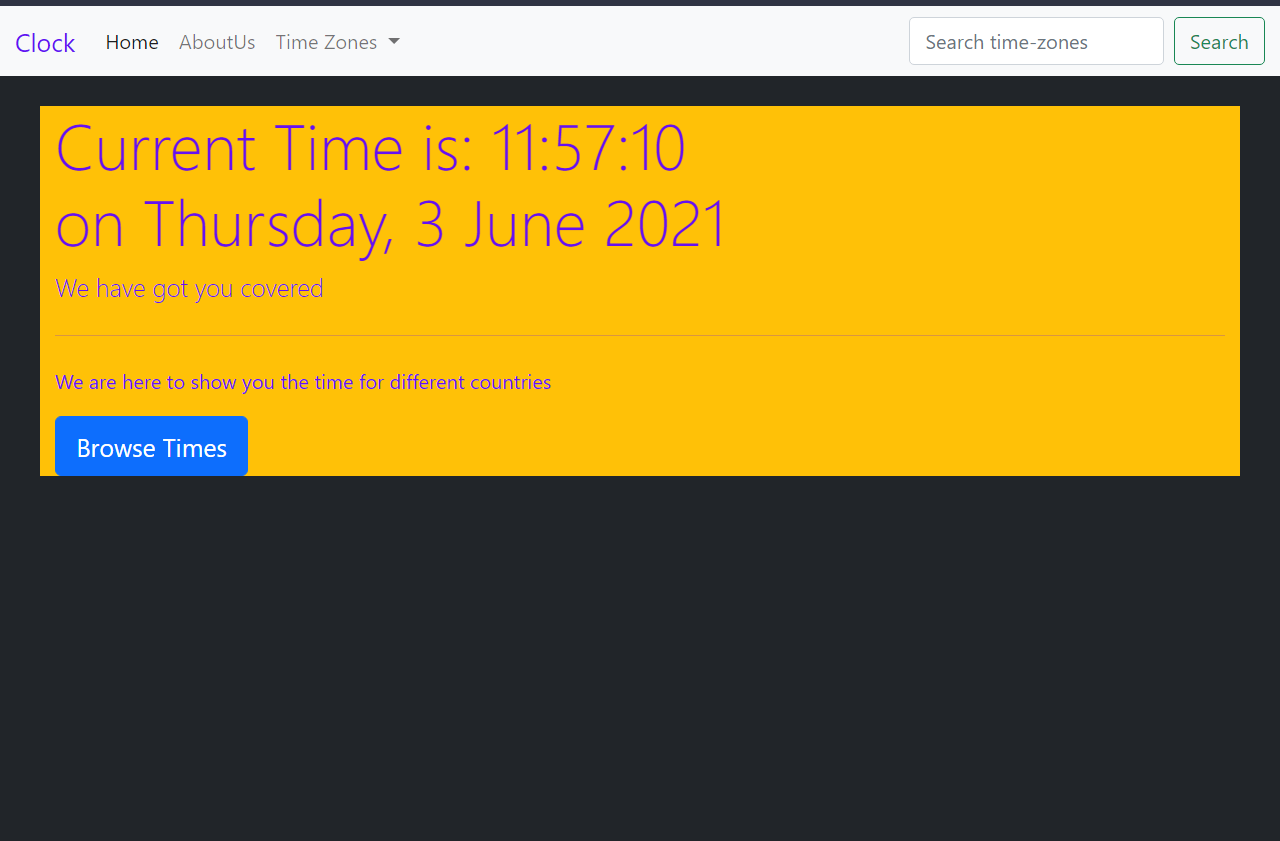 Clock Home AboutUs Time Zones Search time-zones Search
Current Time is: 11:57:10
on Thursday, 3 June 2021
We have got you covered
We are here to show you the time for different countries
Browse Times